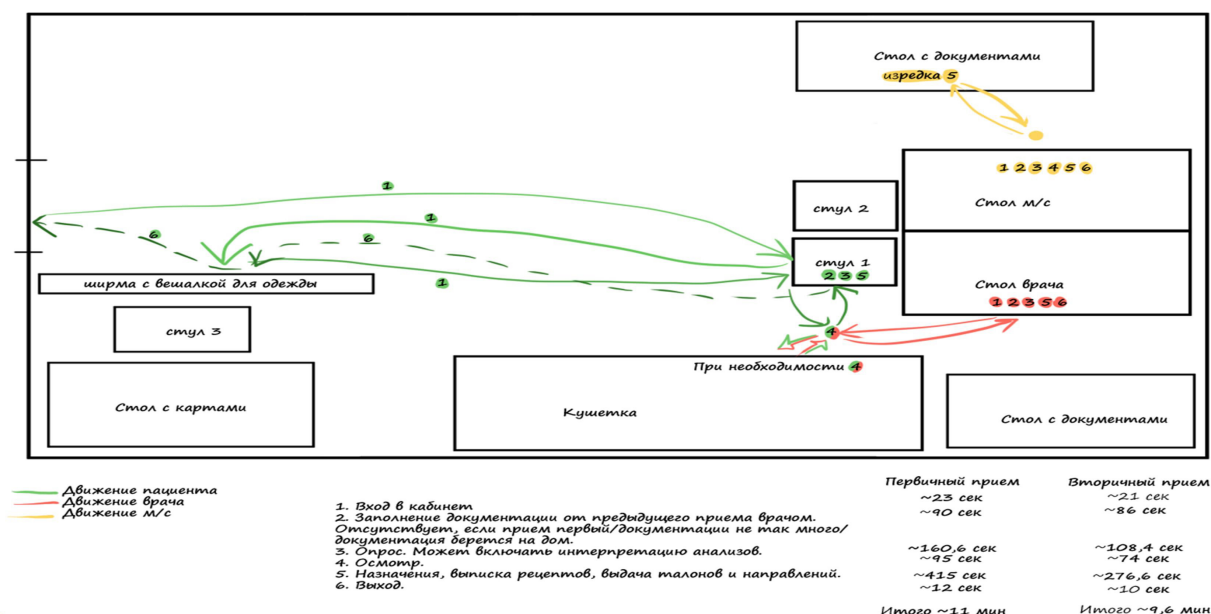 Стол с документами
изредка 5
1 2 3 4 5 6
Стол м/с
стул 2
стул 1
2 3 5
Стол врача
1 2 3 5 6
1
1
6
6
1
4
ширма с вешалкой для одежды
стул 3
Стол с картами
При необходимости 4
Кушетка
Стол с документами
Движение пациента
Движение врача
Движение м/с
1. Вход в кабинет
2. Заполнение документации от предыдущего приема врачом.
Отсутствует, если прием первый/документации не так много/
документация берется на дом.
3. Опрос. Может включать интерпретацию анализов.
4. Осмотр.
5. Назначения, выписка рецептов, выдача талонов и направлений.
6. Выход.
Первичный прием
~23 сек
~90 сек
~160,6 сек
~95 сек
~415 сек
~12 сек
Итого ~11 мин
Вторичный прием
~21 сек
~86 сек
~108,4 сек
~74 сек
~276,6 сек
~10 сек
Итого ~9,6 мин